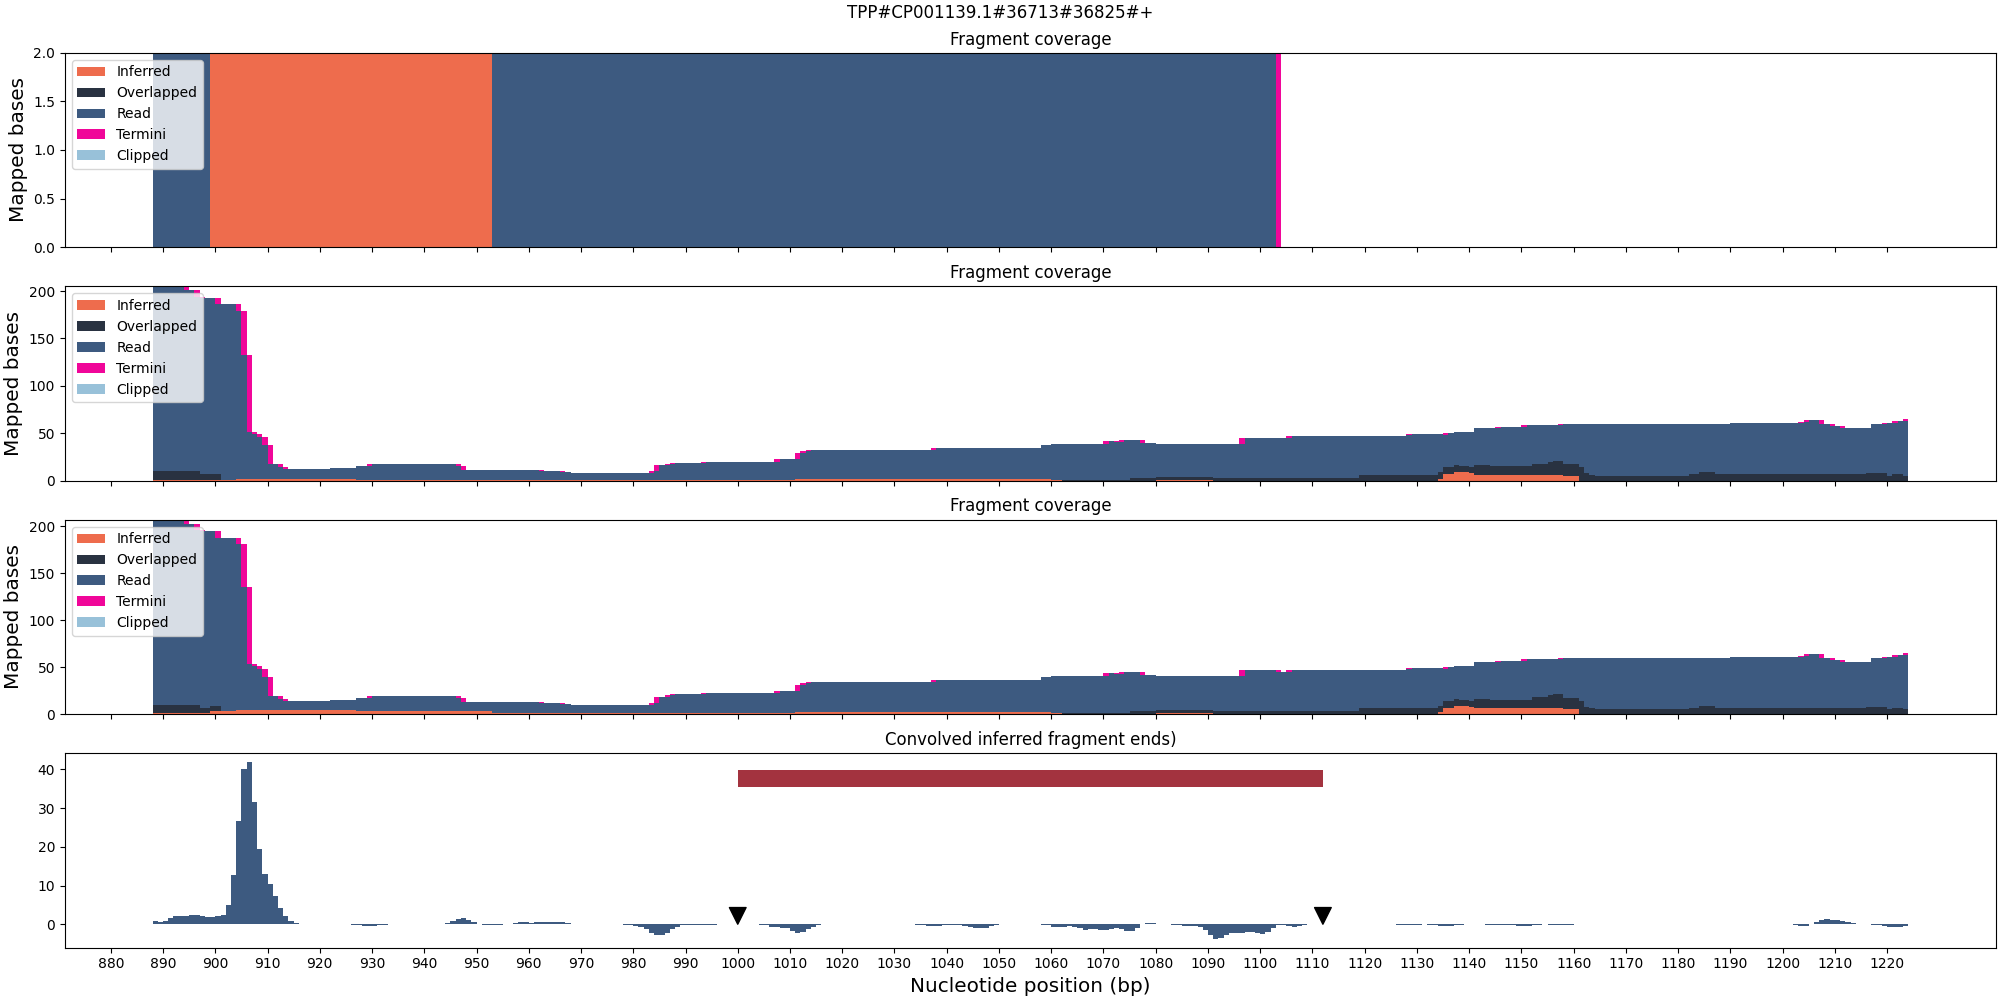 TPP#CP001139.1#36713#36825#+
Fragment coverage
Mapped bases
2.0
1.5
1.0
0.5
0.0
Inferred
Overlapped
Read
Termini
Clipped
Fragment coverage
Mapped bases
200
150
100
50
0
Inferred
Overlapped
Read
Termini
Clipped
Fragment coverage
Mapped bases
200
150
100
50
0
Inferred
Overlapped
Read
Termini
Clipped
Convolved inferred fragment ends)
40
30
20
10
0
880 890 900 910 920 930 940 950 960 970 980 990 1000 1010 1020 1030 1040 1050 1060 1070 1080 1090 1100 1110 1120 1130 1140 1150 1160 1170 1180 1190 1200 1210 1220
Nucleotide position (bp)